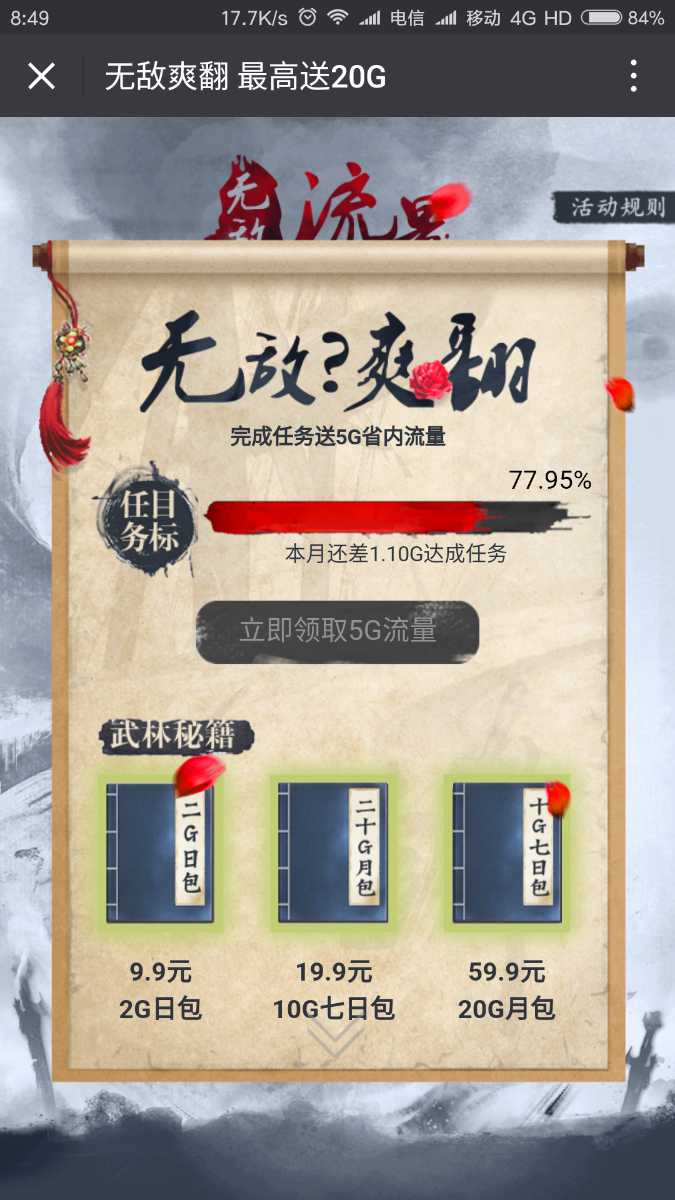 8:49 17.7K/s 电信 移动 4G HD 84%
无敌爽翻 最高送20G
无敌
流量
活动规则
无敌?爽翻
完成任务送5G省内流量
77.95%
任务目标
本月还差1.10G达成任务
立即领取5G流量
武林秘籍
二G日包
二十G月包
十G七日包
9.9元
19.9元
59.9元
2G日包
10G七日包
20G月包